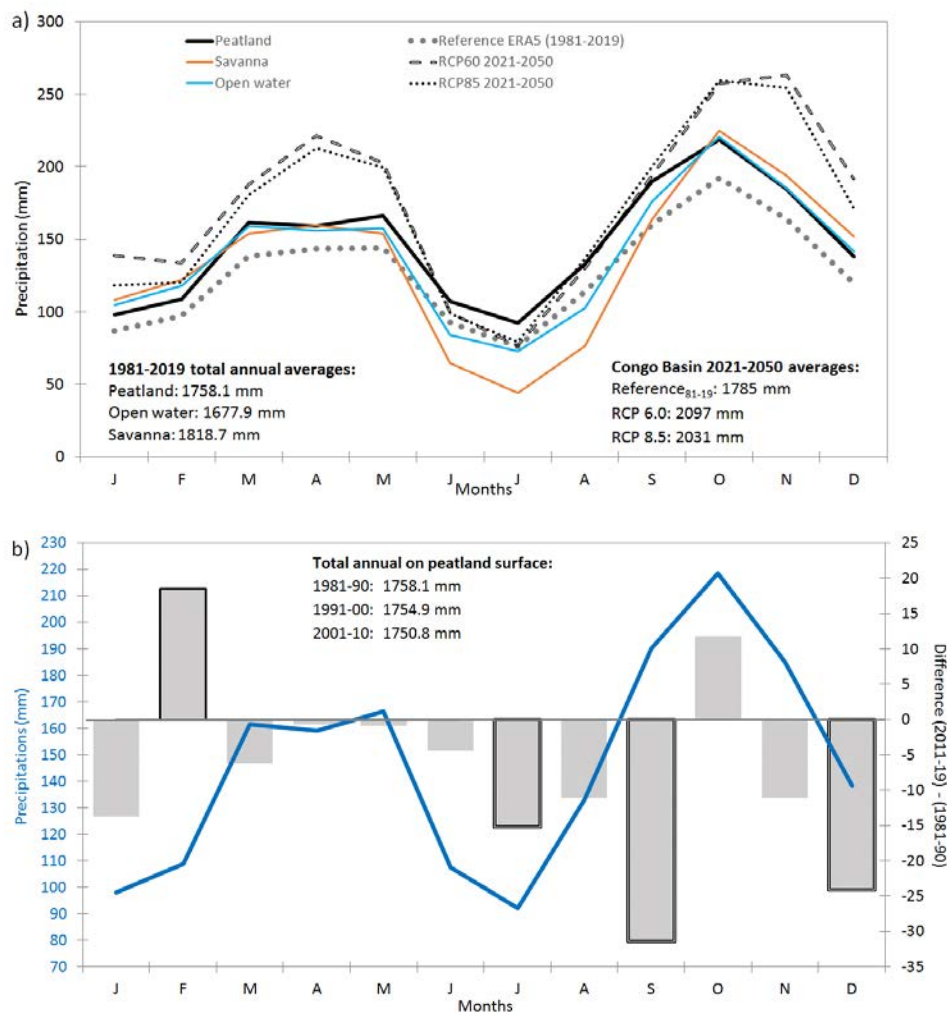 a)
300
250
200
150
100
50
0
Precipitation (mm)
Peatland
Savanna
Open water
Reference ERA5 (1981-2019)
RCP60 2021-2050
RCP85 2021-2050
1981-2019 total annual averages:
Peatland: 1758.1 mm
Open water: 1677.9 mm
Savanna: 1818.7 mm
Congo Basin 2021-2050 averages:
Reference81-19: 1785 mm
RCP 6.0: 2097 mm
RCP 8.5: 2031 mm
J F M A M J J A S O N D
Months
b)
230
220
210
200
190
180
170
160
150
140
130
120
110
100
90
80
70
Precipitations (mm)
Total annual on peatland surface:
1981-90: 1758.1 mm
1991-00: 1754.9 mm
2001-10: 1750.8 mm
25
20
15
10
5
0
-5
-10
-15
-20
-25
-30
-35
Difference (2011-19) - (1981-90)
J F M A M J J A S O N D
Months